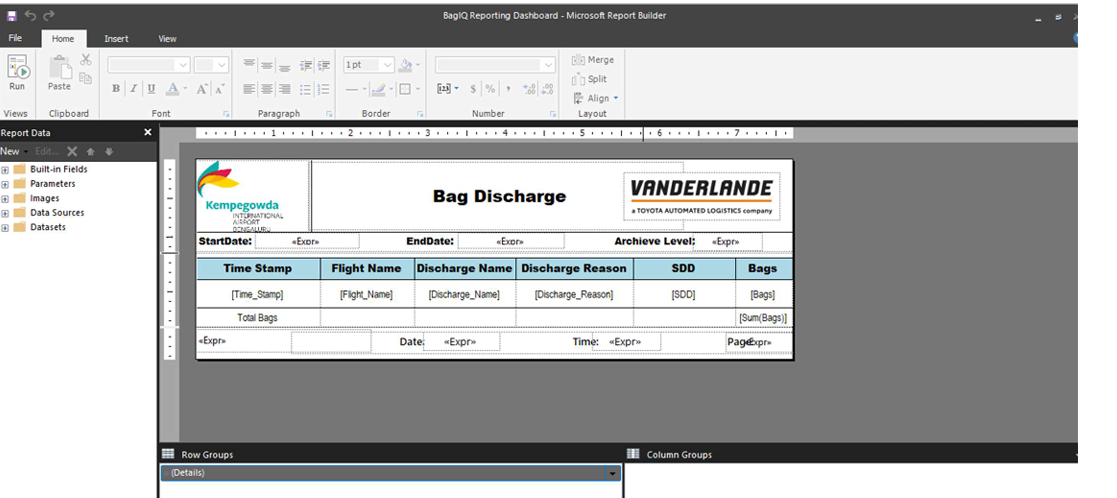 BagIQ Reporting Dashboard - Microsoft Report Builder
File Home Insert View
Run Paste 1pt Merge
Split
B I U A A A $ % , Align
Views Clipboard Font Paragraph Border Number Layout
Report Data
New Edit...
Built-in Fields
Parameters
Images
Data Sources
Datasets
1 2 3 4 5 6 7
Kempegowda
INTERNATIONAL
AIRPORT
BENGALURU
Bag Discharge
VANDERLANDE
a TOYOTA AUTOMATED LOGISTICS company
StartDate: «Expr» EndDate: «Expr» Archieve Level: «Expr»
Time Stamp Flight Name Discharge Name Discharge Reason SDD Bags
[Time_Stamp] [Flight_Name] [Discharge_Name] [Discharge_Reason] [SDD] [Bags]
Total Bags [Sum(Bags)]
«Expr» Date: «Expr» Time: «Expr» Page «Expr»
Row Groups Column Groups
(Details)